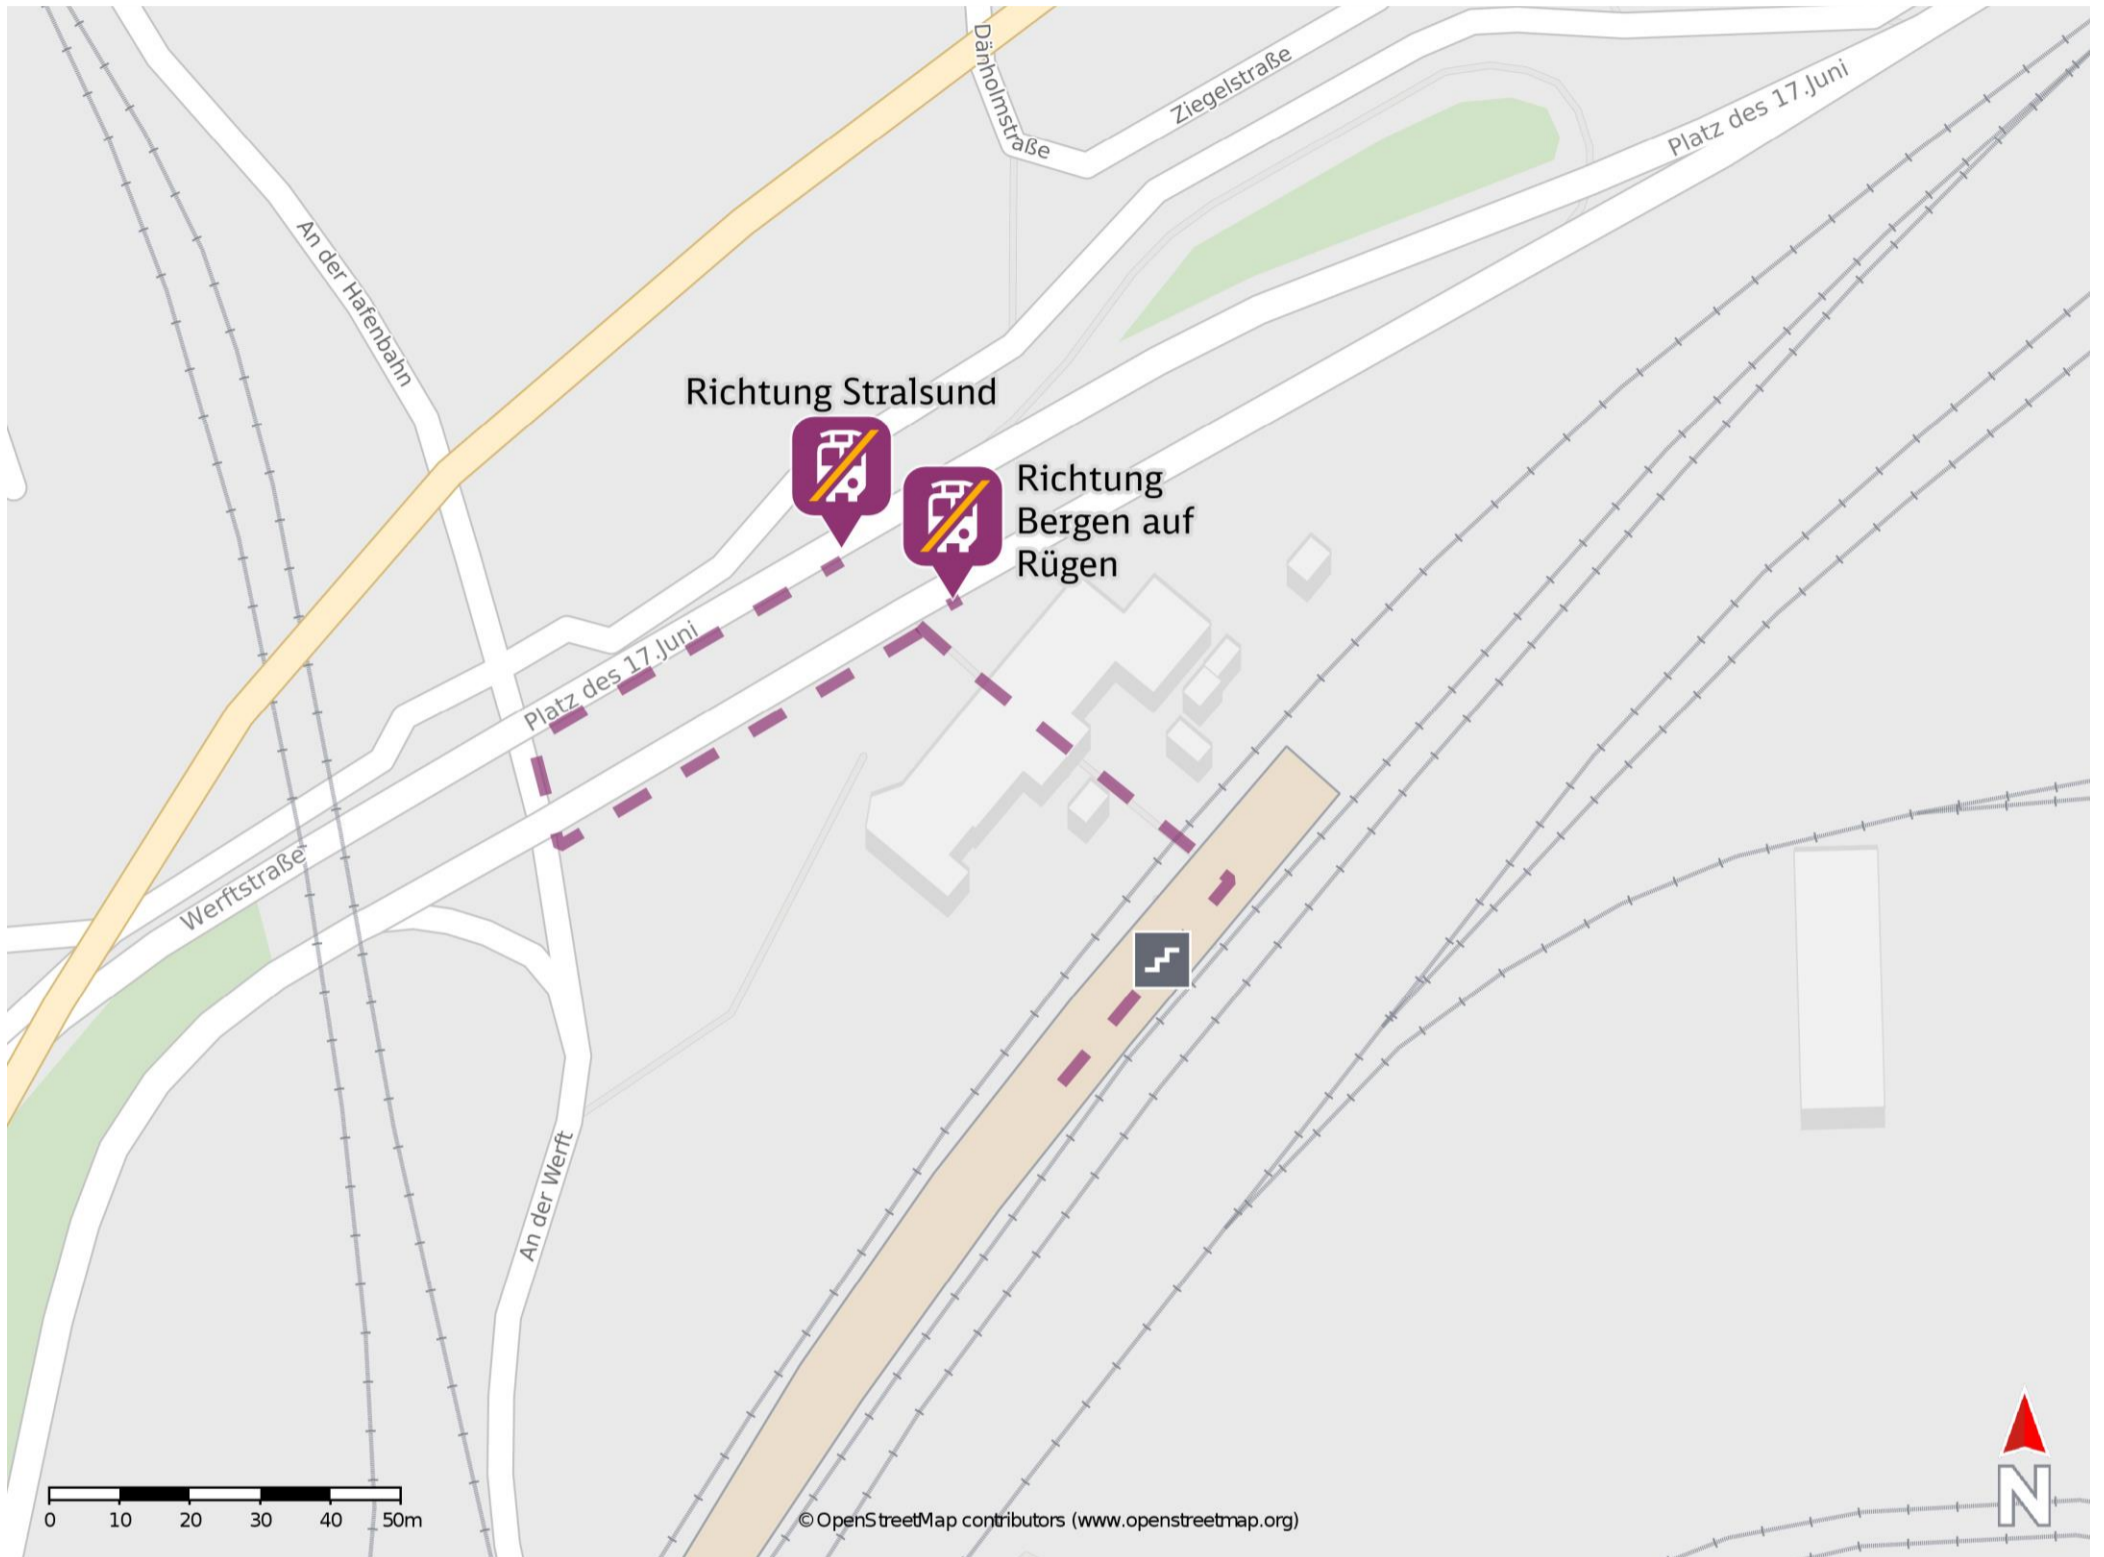 Dänholmstraße
Ziegelstraße
Platz des 17.Juni
An der Hafenbahn
Richtung Stralsund
Richtung
Bergen auf
Rügen
Platz des 17.Juni
Werftstraße
An der Werft
0 10 20 30 40 50m
©OpenStreetMap contributors (www.openstreetmap.org)
N